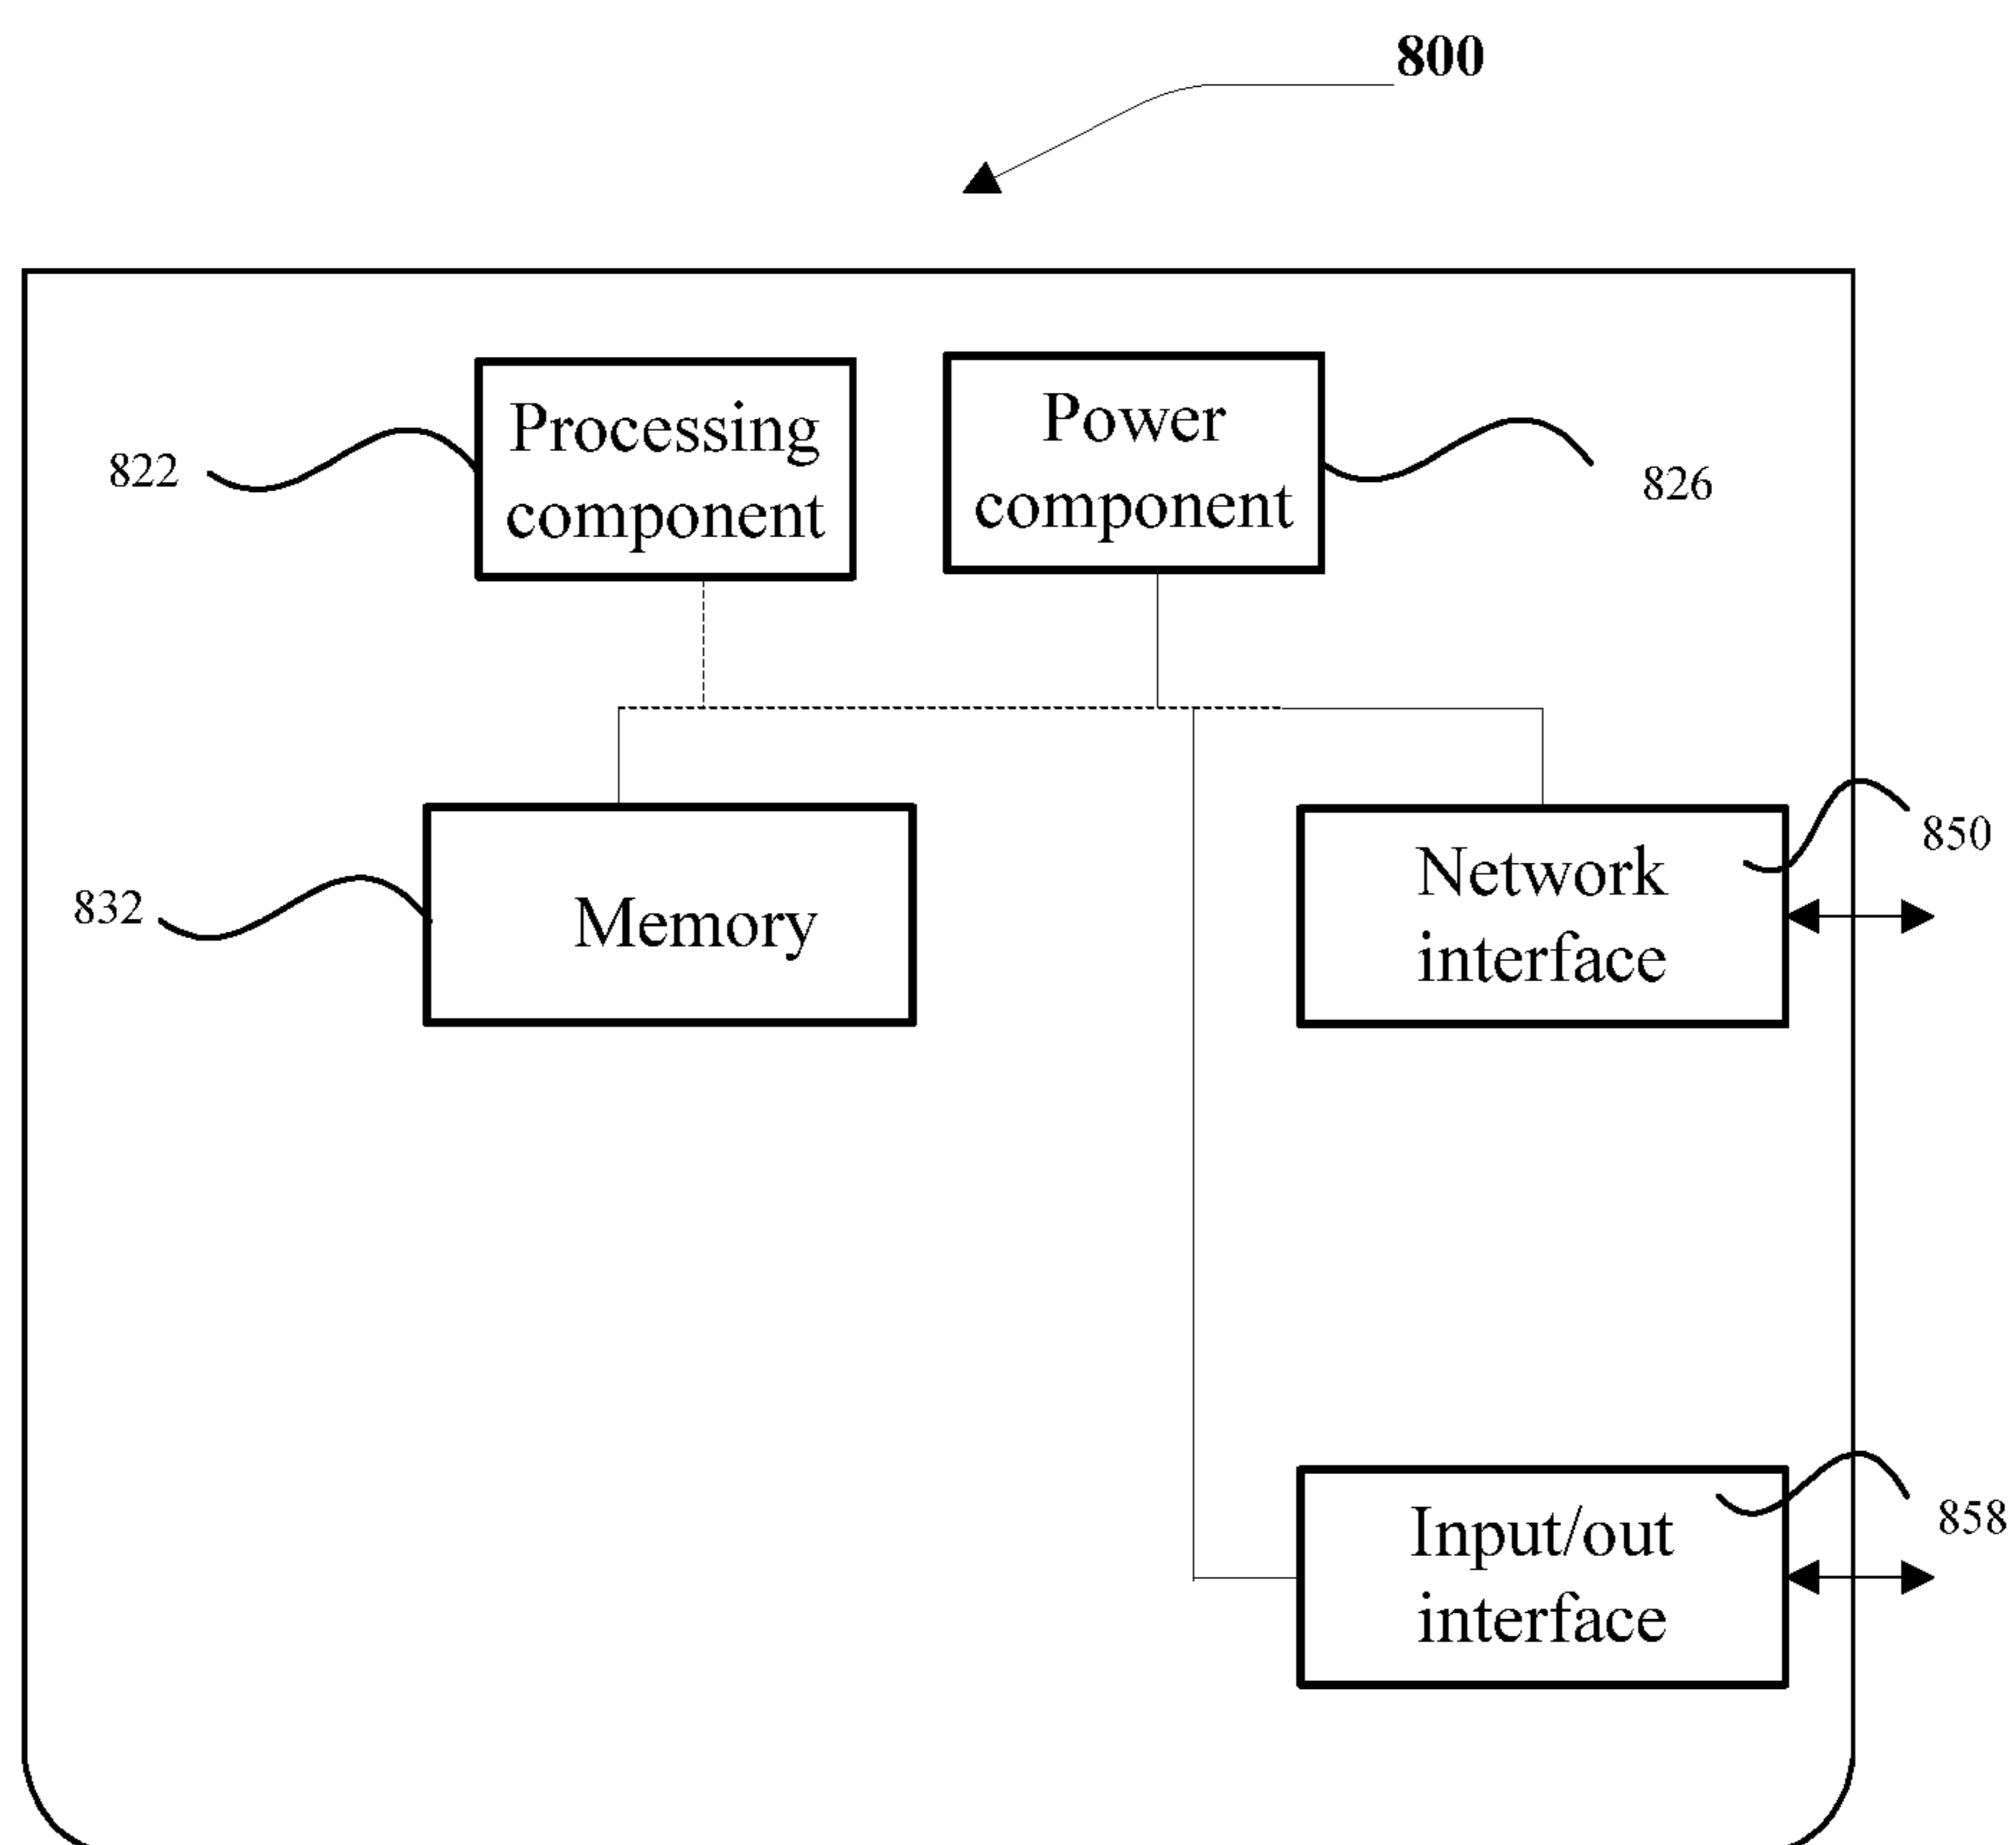 800
Processing
component
822
Power
component
826
Memory
832
Network
interface
850
Input/out
interface
858